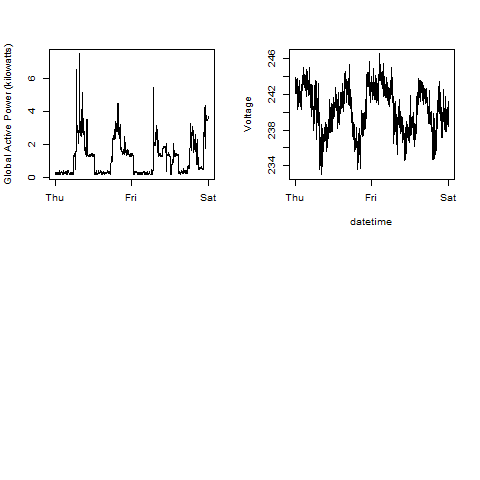 Global Active Power (kilowatts)
6
4
2
0
Thu Fri Sat
Voltage
246
242
238
234
Thu Fri Sat
datetime